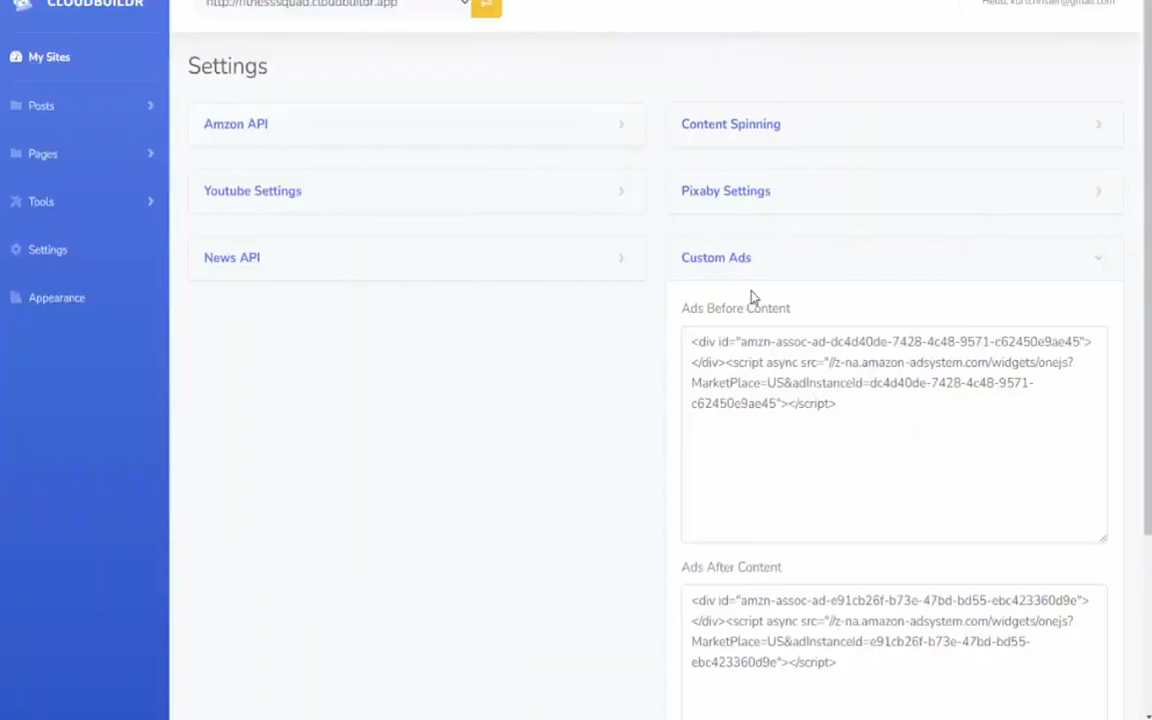 CLOUDBUILDR
http://fitnesssquad.cloudbuildr.app
My Sites
Posts
Pages
Tools
Settings
Appearance
Settings
Amzon API
Content Spinning
Youtube Settings
Pixaby Settings
News API
Custom Ads
Ads Before Content
<div id="amzn-assoc-ad-dc4d40de-7428-4c48-9571-c62450e9ae45">
</div><script async src="//z-na.amazon-adsystem.com/widgets/onejs?
MarketPlace=US&adInstanceId=dc4d40de-7428-4c48-9571-
c62450e9ae45"></script>
Ads After Content
<div id="amzn-assoc-ad-e91cb26f-b73e-47bd-bd55-ebc423360d9e">
</div><script async src="//z-na.amazon-adsystem.com/widgets/onejs?
MarketPlace=US&adInstanceId=e91cb26f-b73e-47bd-bd55-
ebc423360d9e"></script>